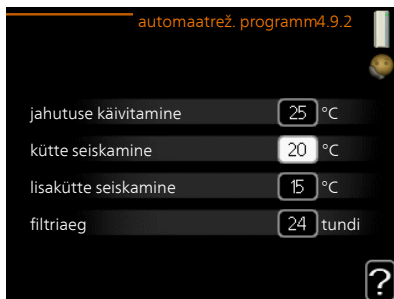 automaatrež. programm4.9.2
jahutuse käivitamine 25 °C
kütte seiskamine 20 °C
lisakütte seiskamine 15 °C
filtriaeg 24 tundi
?